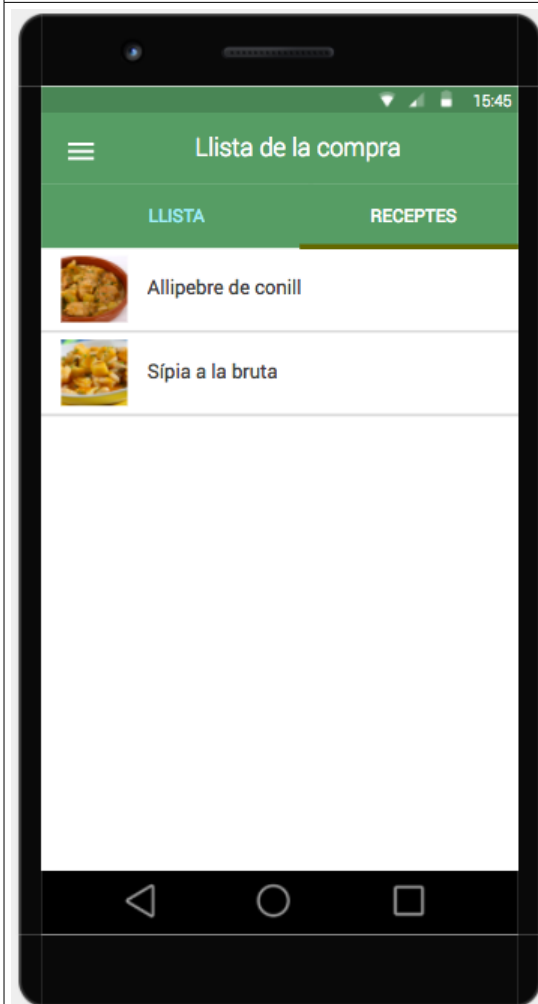 15:45
Llista de la compra
LLISTA RECEPTES
Allipebre de conill
Sípia a la bruta